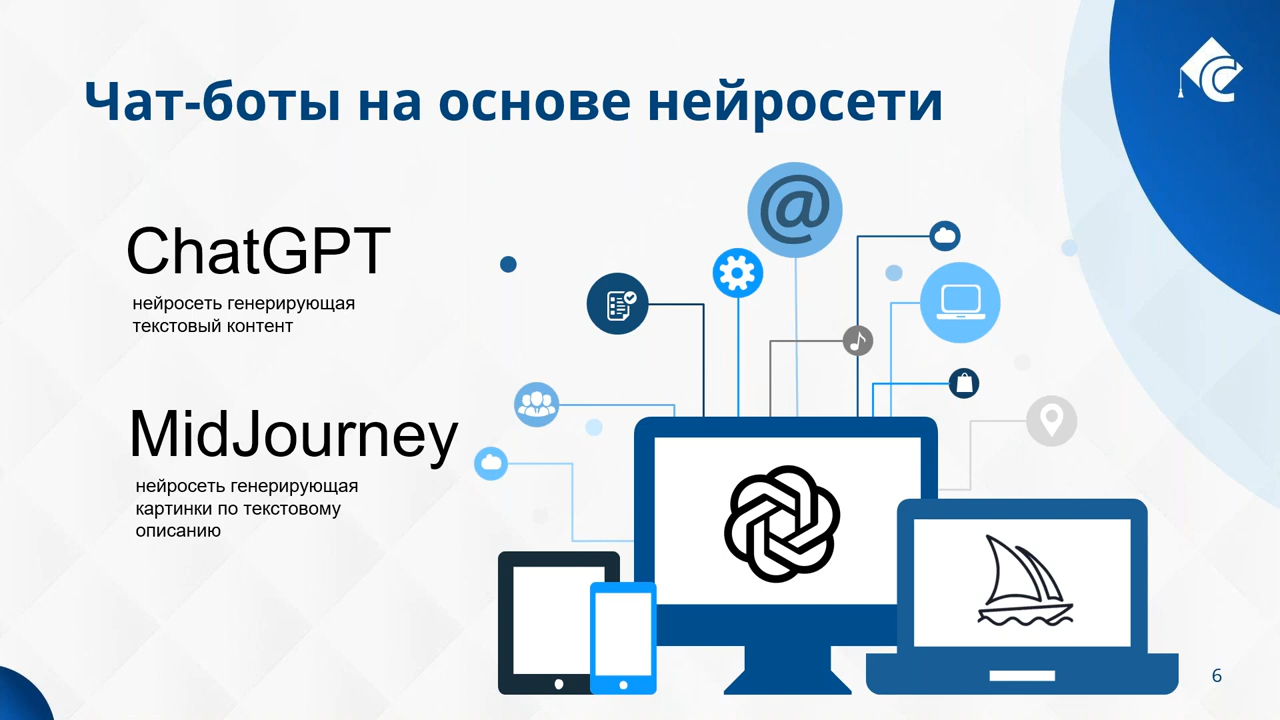 Чат-боты на основе нейросети
@
ChatGPT
нейросеть генерирующая
текстовый контент
MidJourney
нейросеть генерирующая
картинки по текстовому
описанию
6